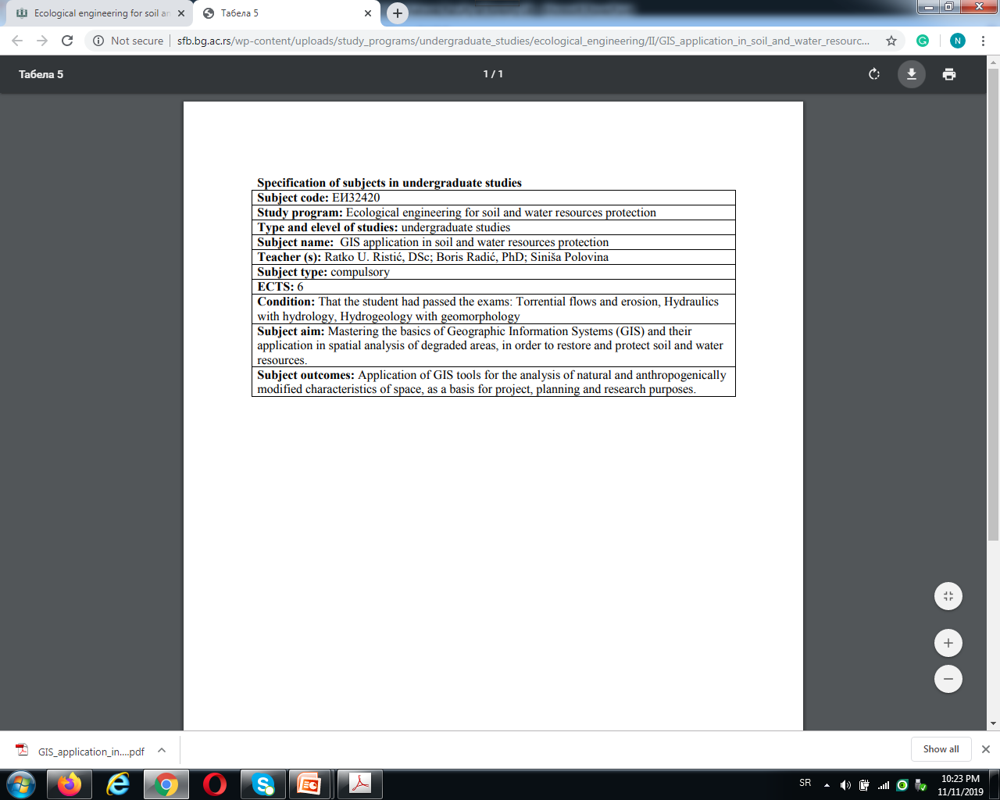 Ecological engineering for soil an
Табела 5
Not secure
sfb.bg.ac.rs/wp-content/uploads/study_programs/undergraduate_studies/ecological_engineering/II/GIS_application_in_soil_and_water_resourc...
N
Табела 5
1 / 1
Specification of subjects in undergraduate studies
Subject code: ЕИ32420
Study program: Ecological engineering for soil and water resources protection
Type and elevel of studies: undergraduate studies
Subject name: GIS application in soil and water resources protection
Teacher (s): Ratko U. Ristić, DSc; Boris Radić, PhD; Siniša Polovina
Subject type: compulsory
ECTS: 6
Condition: That the student had passed the exams: Torrential flows and erosion, Hydraulics
with hydrology, Hydrogeology with geomorphology
Subject aim: Mastering the basics of Geographic Information Systems (GIS) and their
application in spatial analysis of degraded areas, in order to restore and protect soil and water
resources.
Subject outcomes: Application of GIS tools for the analysis of natural and anthropogenically
modified characteristics of space, as a basis for project, planning and research purposes.
GIS_application_in....pdf
Show all
SR
10:23 PM
11/11/2019